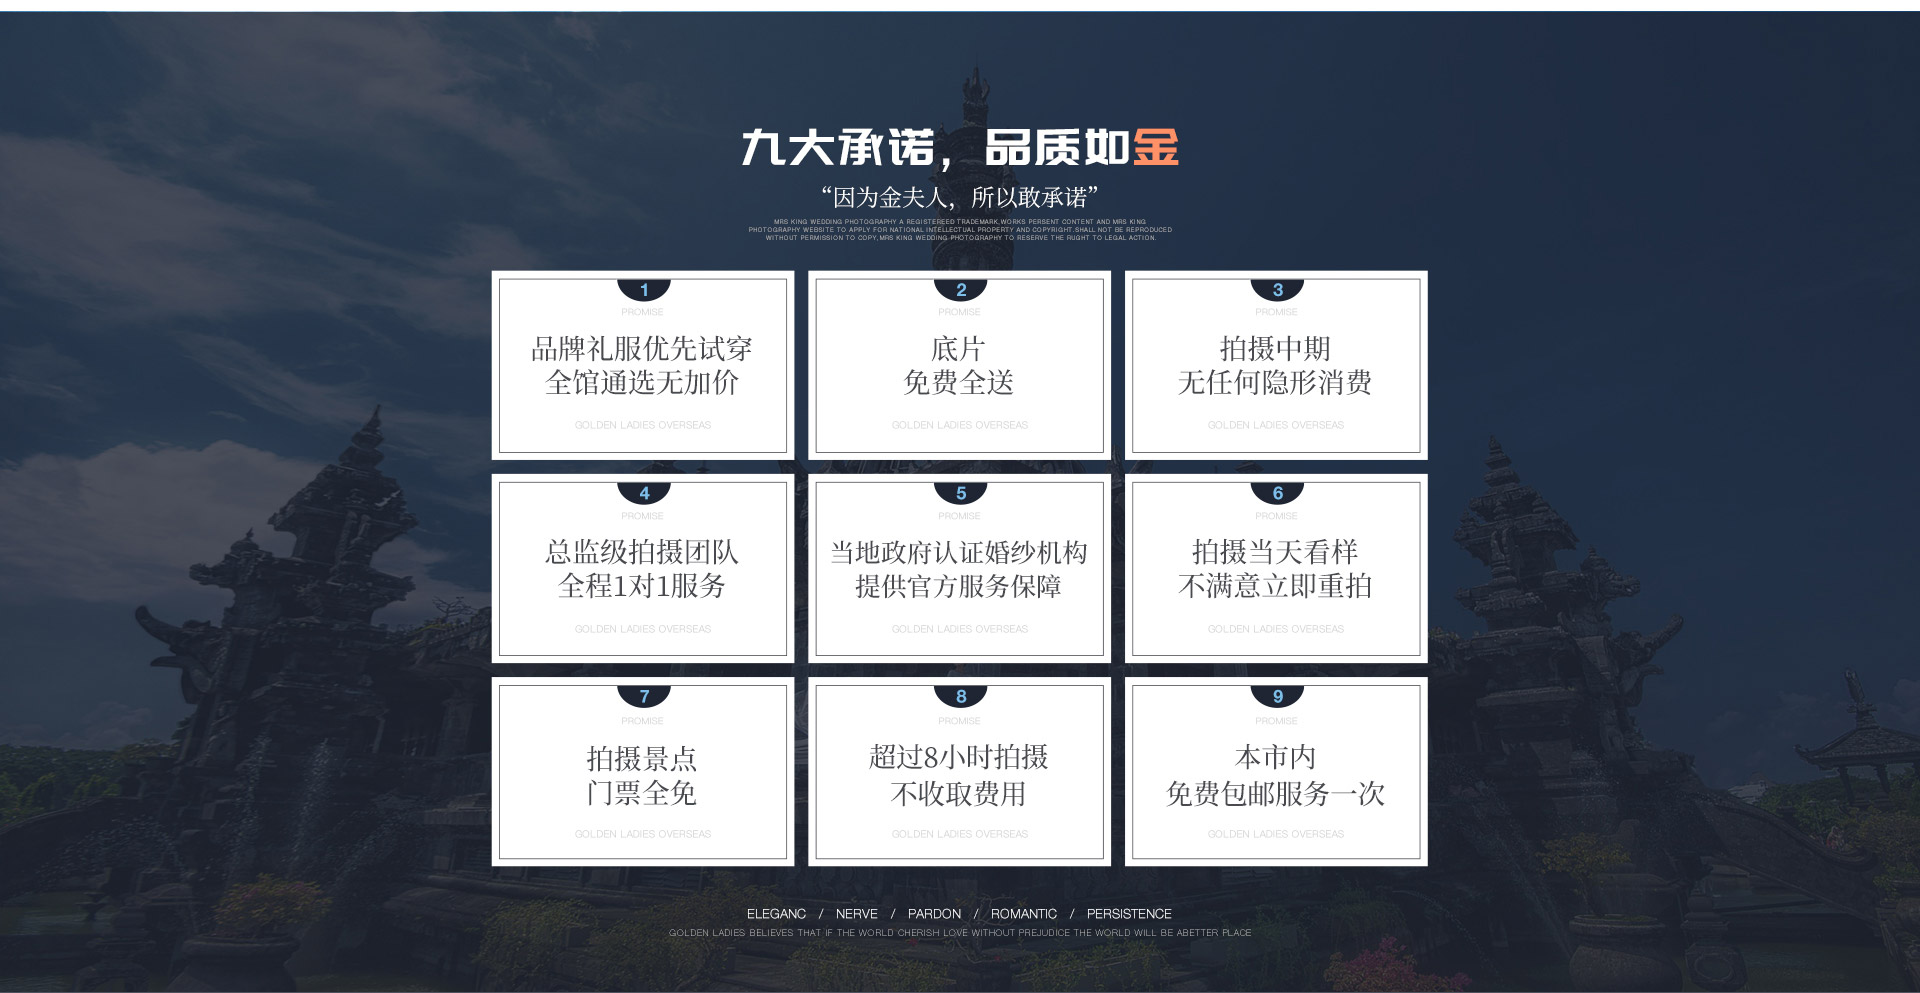 九大承诺，品质如金
“因为金夫人，所以敢承诺”
MRS KING WEDDING PHOTOGRAPHY A REGISTEREED TRADEMARK,WORKS PERSENT CONTENT AND MRS KING
PHOTOGRAPHY WEBSITE TO APPLY FOR NATIONAL INTELLECTUAL PROPERTY AND COPYRIGHT.SHALL NOT BE REPRODUCED
WITHOUT PERMISSION TO COPY,MRS KING WEDDING PHOTOGRAPHY TO RESERVE THE RUGHT TO LEGAL ACTION.
1
PROMISE
品牌礼服优先试穿
全馆通选无加价
GOLDEN LADIES OVERSEAS
2
PROMISE
底片
免费全送
GOLDEN LADIES OVERSEAS
3
PROMISE
拍摄中期
无任何隐形消费
GOLDEN LADIES OVERSEAS
4
PROMISE
总监级拍摄团队
全程1对1服务
GOLDEN LADIES OVERSEAS
5
PROMISE
当地政府认证婚纱机构
提供官方服务保障
GOLDEN LADIES OVERSEAS
6
PROMISE
拍摄当天看样
不满意立即重拍
GOLDEN LADIES OVERSEAS
7
PROMISE
拍摄景点
门票全免
GOLDEN LADIES OVERSEAS
8
PROMISE
超过8小时拍摄
不收取费用
GOLDEN LADIES OVERSEAS
9
PROMISE
本市内
免费包邮服务一次
GOLDEN LADIES OVERSEAS
ELEGANC / NERVE / PARDON / ROMANTIC / PERSISTENCE
GOLDEN LADIES BELIEVES THAT IF THE WORLD CHERISH LOVE WITHOUT PREJUDICE THE WORLD WILL BE ABETTER PLACE